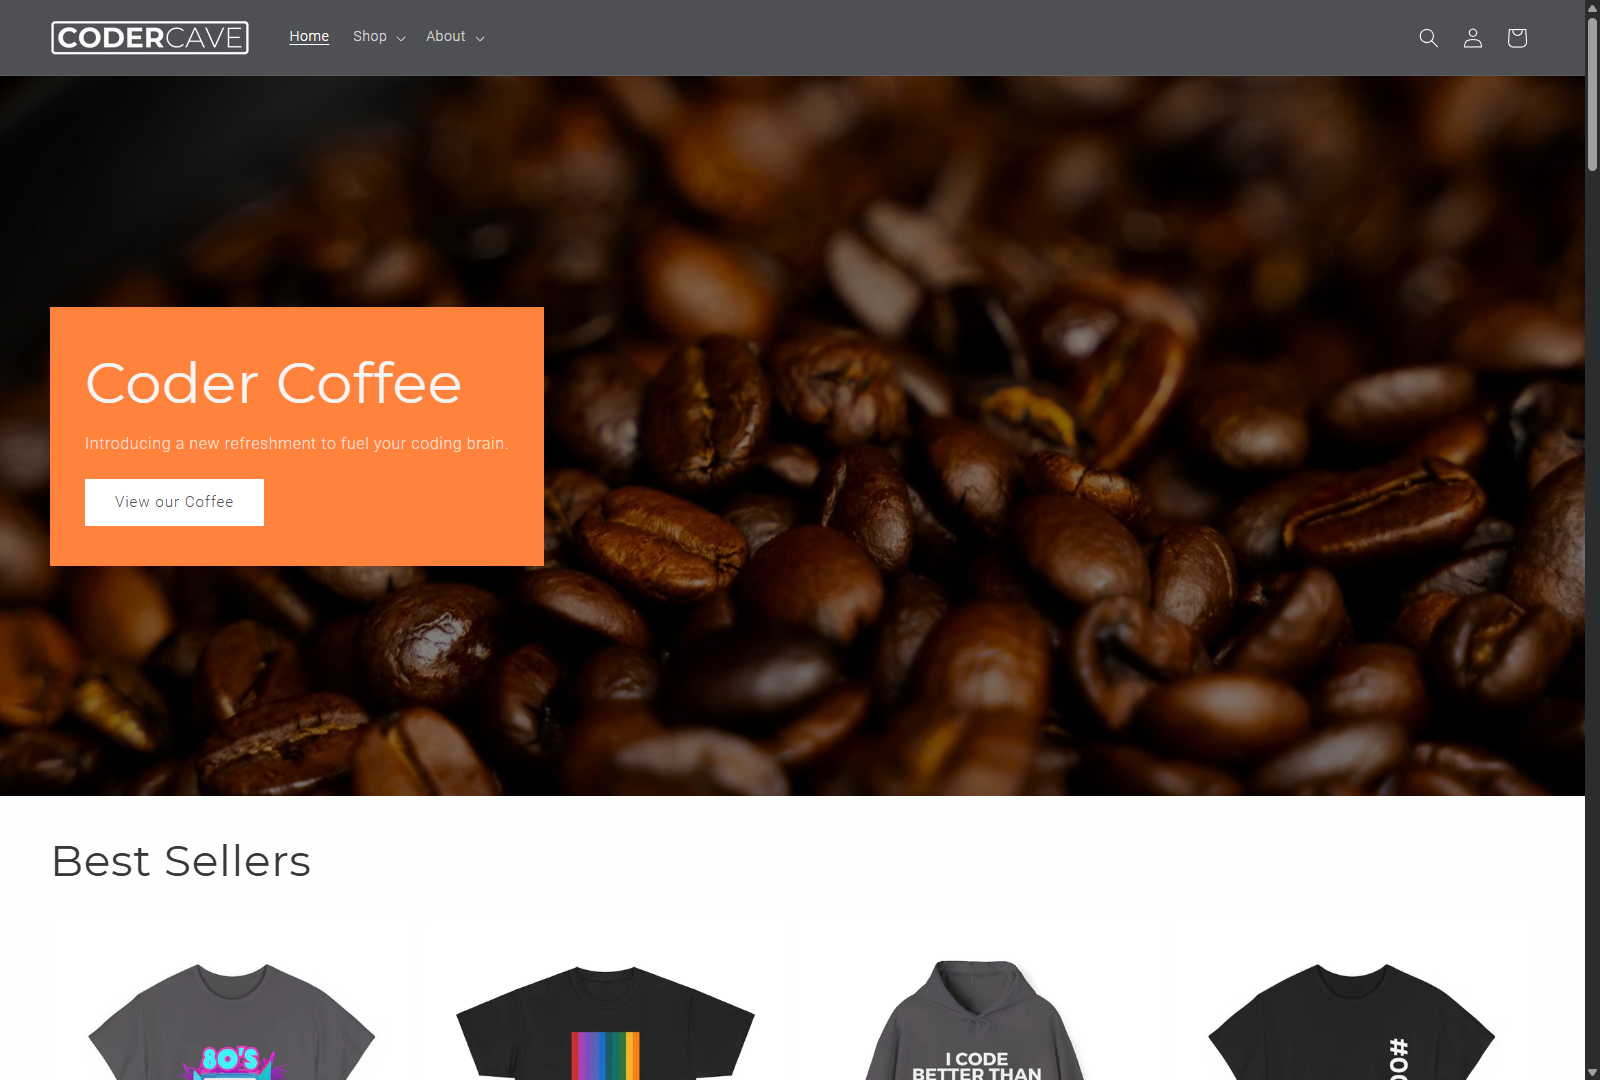 CODERCAVE
Home
Shop
About
Coder Coffee
Introducing a new refreshment to fuel your coding brain.
View our Coffee
Best Sellers
80'S
I CODE
BETTER THAN